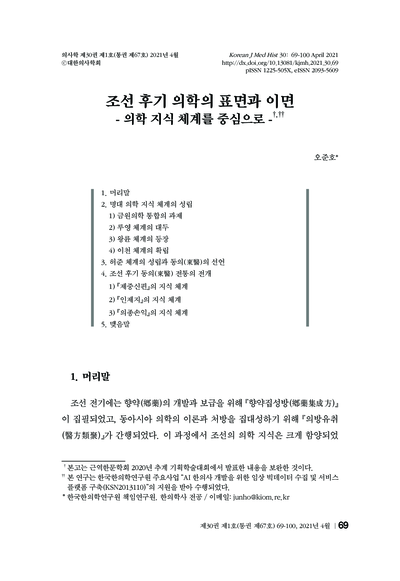 의사학 제30권 제1호(통권 제67호) 2021년 4월
ⓒ대한의사학회
Korean J Med Hist 30: 69-100 April 2021
http://dx.doi.org/10.13081/kjmh.2021.30.69
pISSN 1225-505X, eISSN 2093-5609
조선 후기 의학의 표면과 이면
- 의학 지식 체계를 중심으로 -†,††
오준호*
1. 머리말
2. 명대 의학 지식 체계의 성립
1) 금원의학 통합의 과제
2) 루영 체계의 대두
3) 왕륜 체계의 등장
4) 이천 체계의 확립
3. 허준 체계의 성립과 동의(東醫)의 선언
4. 조선 후기 동의(東醫) 전통의 전개
1)『제중신편』의 지식 체계
2)『인제지』의 지식 체계
3)『의종손익』의 지식 체계
5. 맺음말
1. 머리말
조선 전기에는 향약(鄕藥)의 개발과 보급을 위해 『향약집성방(鄕藥集成方)』
이 집필되었고, 동아시아 의학의 이론과 처방을 집대성하기 위해 『의방유취
(醫方類聚)』가 간행되었다. 이 과정에서 조선의 의학 지식은 크게 함양되었
† 본고는 근역한문학회 2020년 추계 기획학술대회에서 발표한 내용을 보완한 것이다.
†† 본 연구는 한국한의학연구원 주요사업 “AI 한의사 개발을 위한 임상 빅데이터 수집 및 서비스
플랫폼 구축(KSN2013110)”의 지원을 받아 수행되었다.
* 한국한의학연구원 책임연구원, 한의학사 전공 / 이메일: junho@kiom.re.kr
제30권 제1호(통권 제67호) 69-100, 2021년 4월 | 69